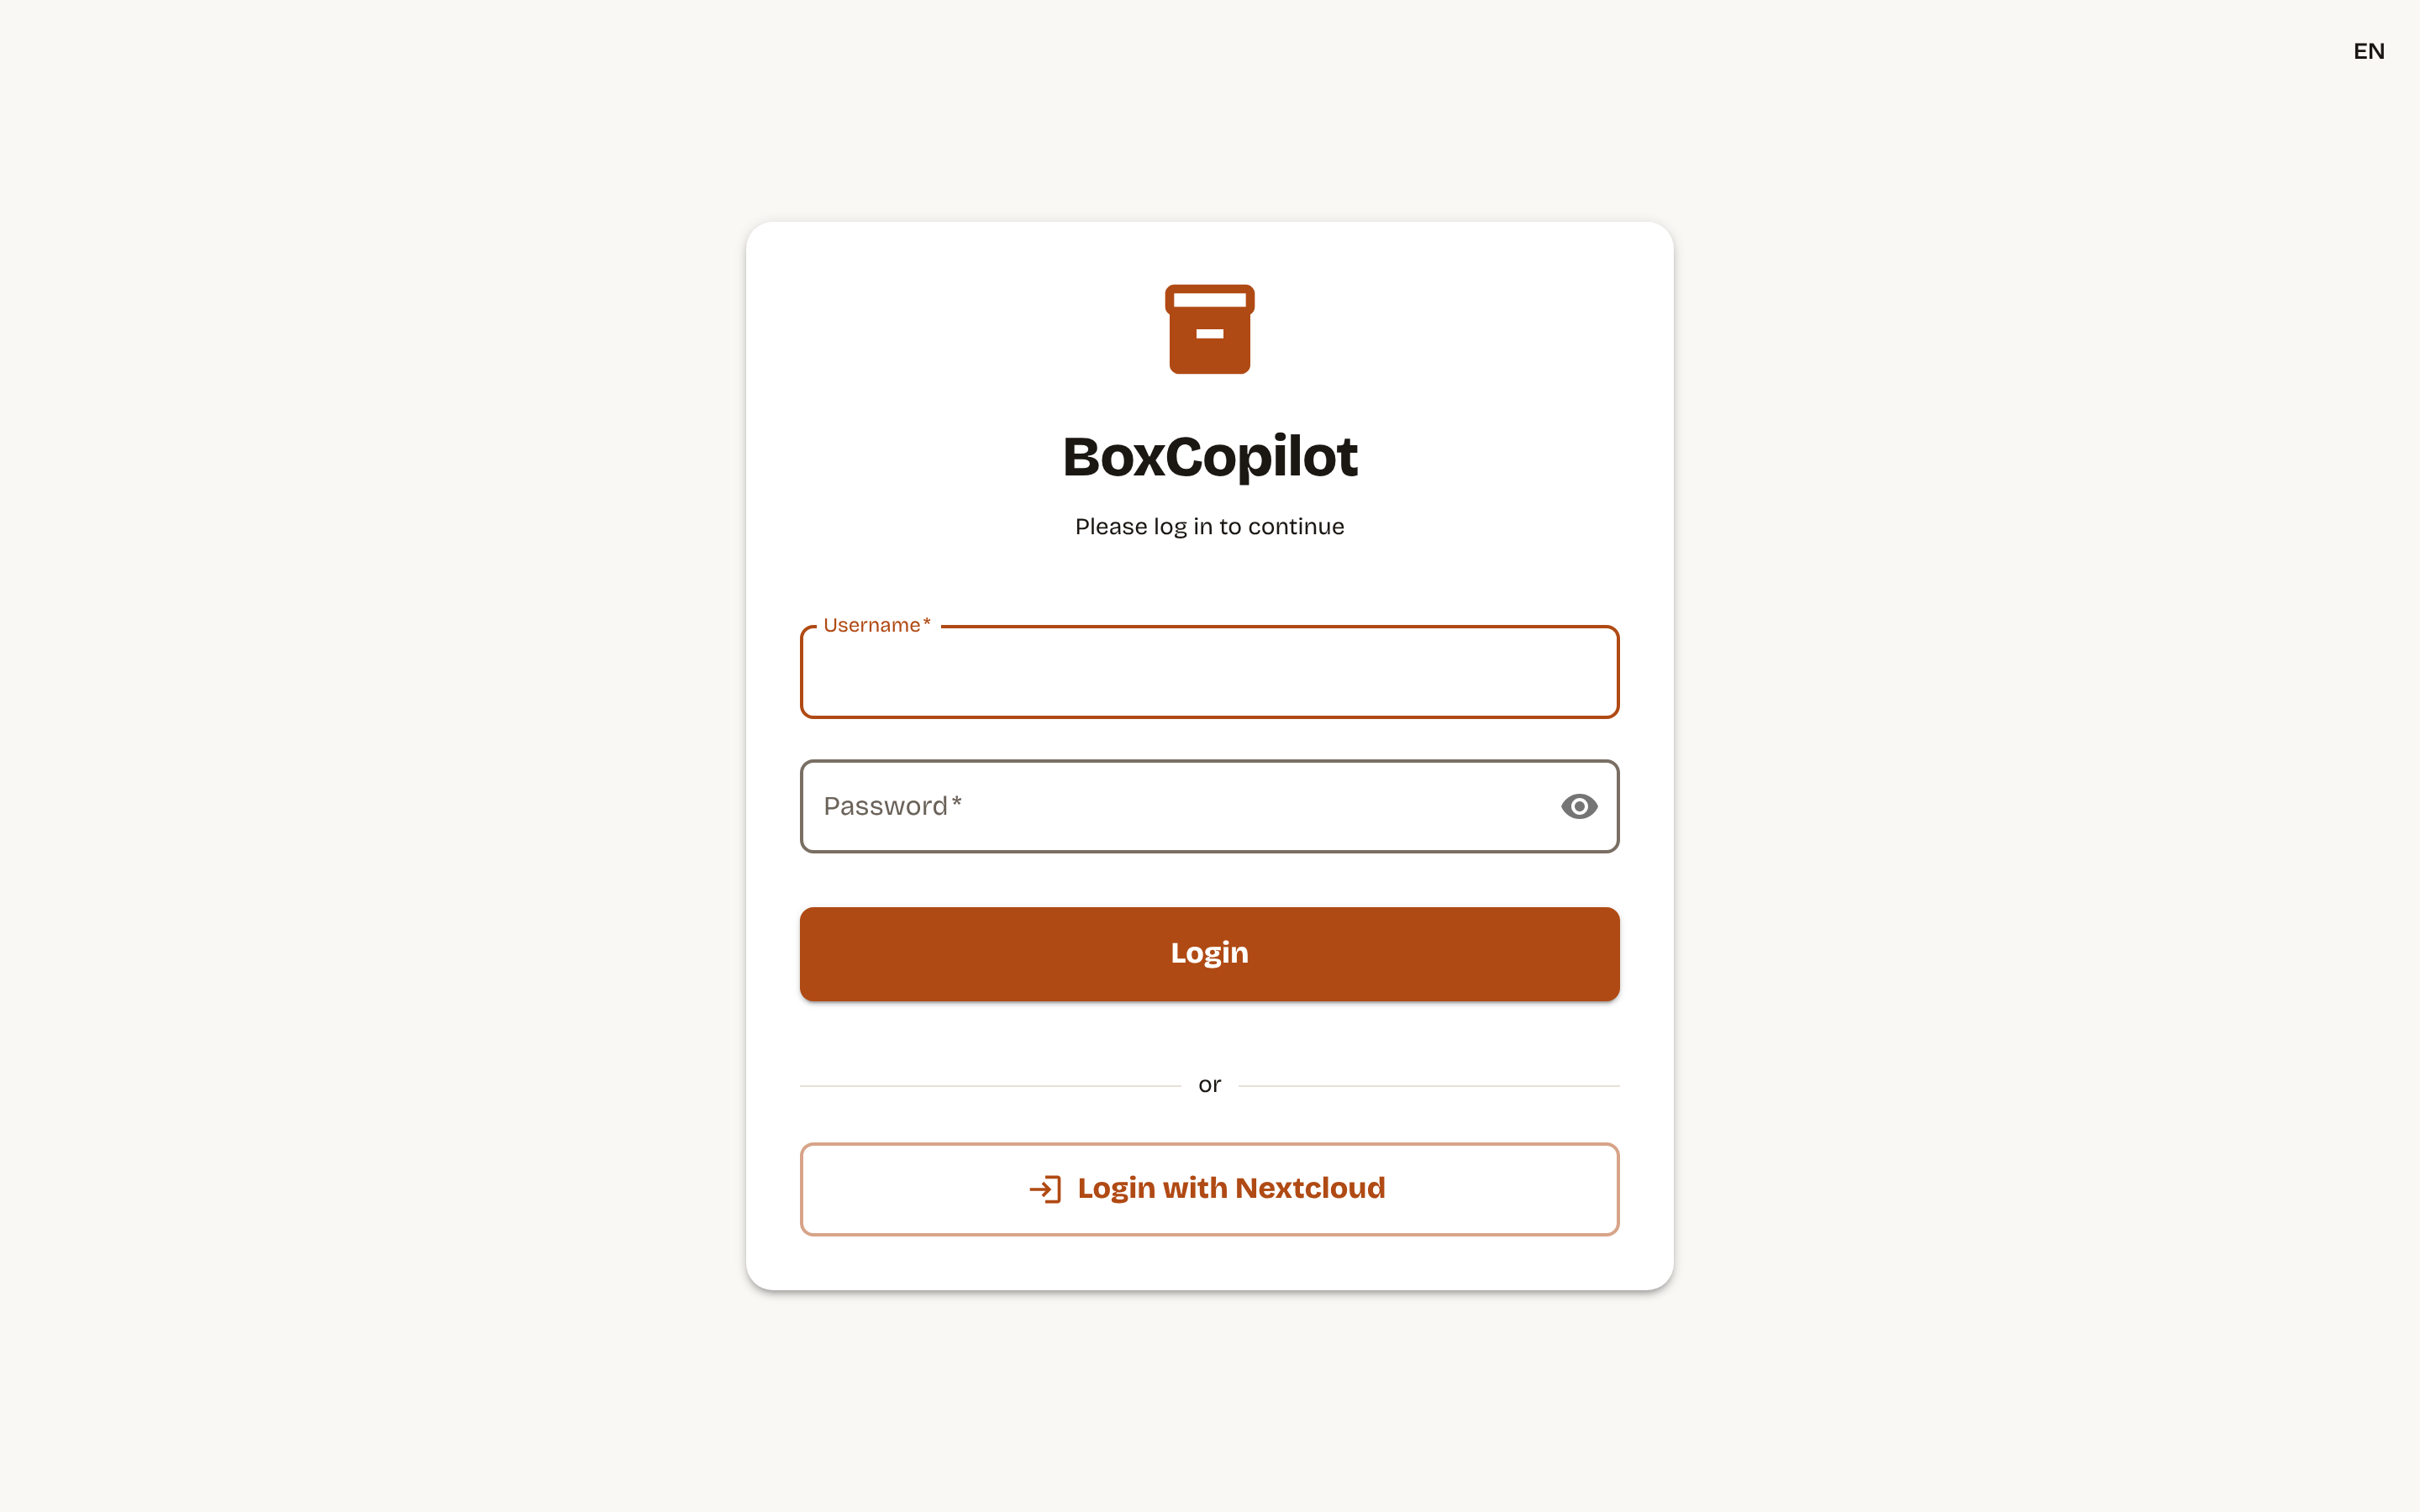 EN
BoxCopilot
Please log in to continue
Username*
Password*
Login
or
Login with Nextcloud